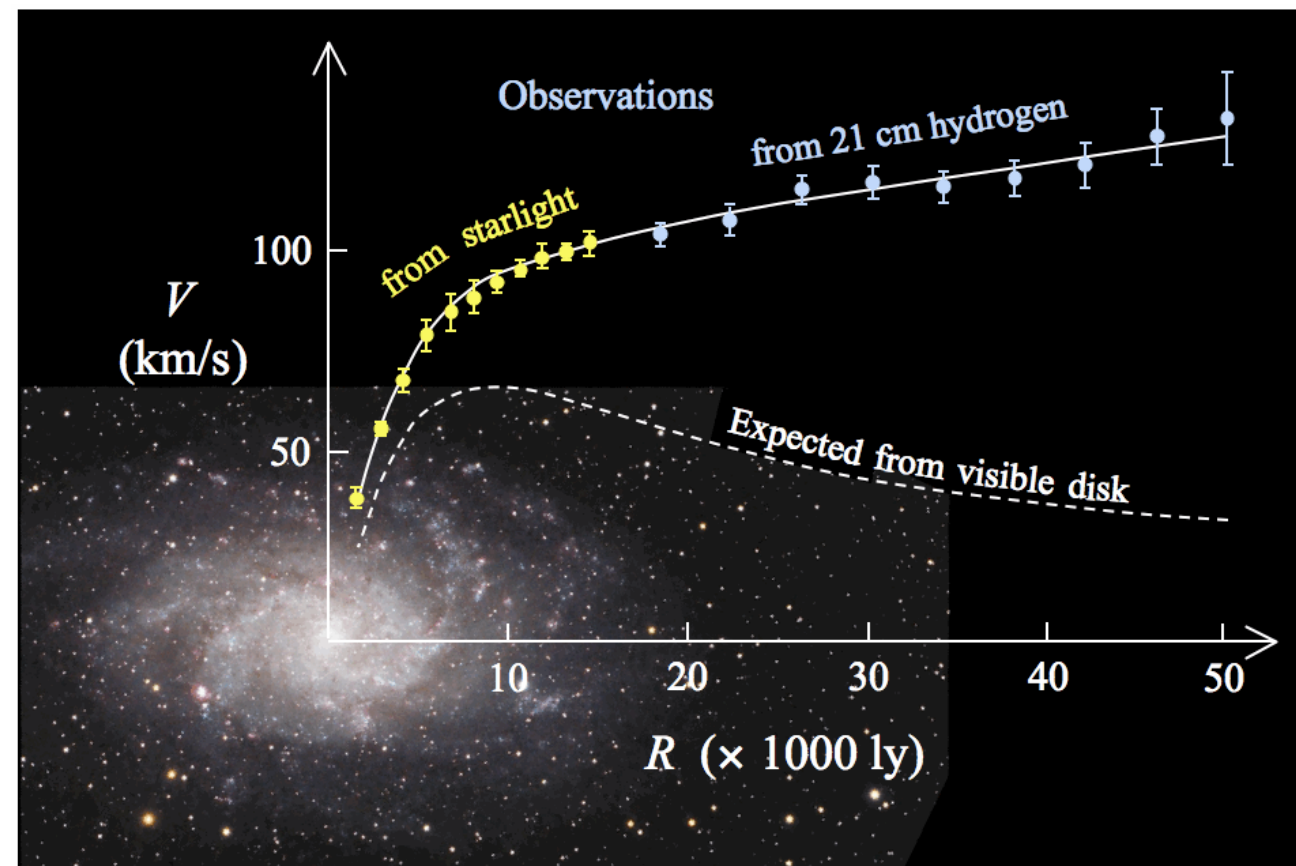 Observations
from 21 cm hydrogen
from starlight
100
V
(km/s)
50
Expected from visible disk
10 20 30 40 50
R (× 1000 ly)